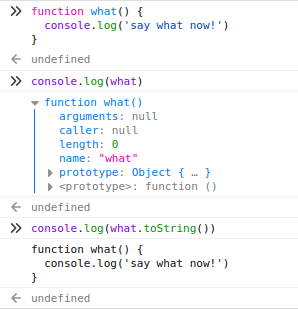 function what() {
  console.log('say what now!')
}
undefined
console.log(what)
function what()
arguments: null
caller: null
length: 0
name: "what"
prototype: Object { … }
<prototype>: function ()
undefined
console.log(what.toString())
function what() {
  console.log('say what now!')
}
undefined